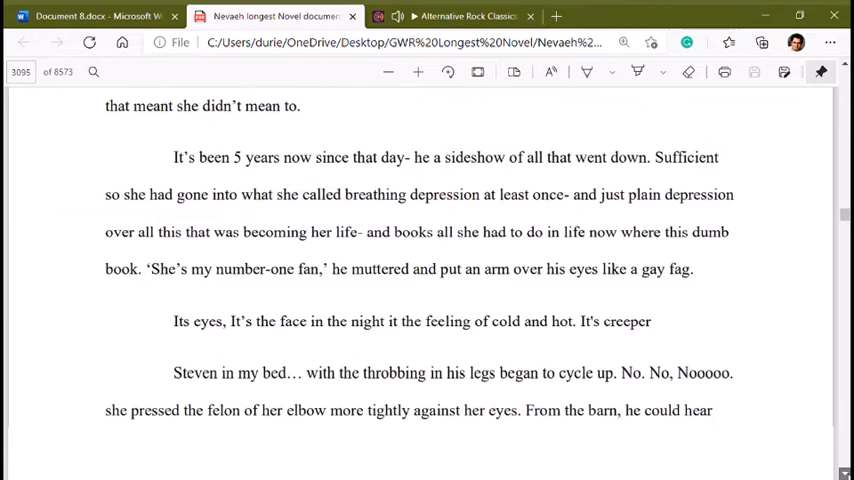 Document 8.docx - Microsoft W
Nevaeh longest Novel documen
Alternative Rock Classics
File C:/Users/durie/OneDrive/Desktop/GWR%20Longest%20Novel/Nevaeh%2...
3095 of 8573
that meant she didn’t mean to.
It’s been 5 years now since that day- he a sideshow of all that went down. Sufficient
so she had gone into what she called breathing depression at least once- and just plain depression
over all this that was becoming her life- and books all she had to do in life now where this dumb
book. ‘She’s my number-one fan,’ he muttered and put an arm over his eyes like a gay fag.
Its eyes, It’s the face in the night it the feeling of cold and hot. It's creeper
Steven in my bed… with the throbbing in his legs began to cycle up. No. No, Nooooo.
she pressed the felon of her elbow more tightly against her eyes. From the barn, he could hear